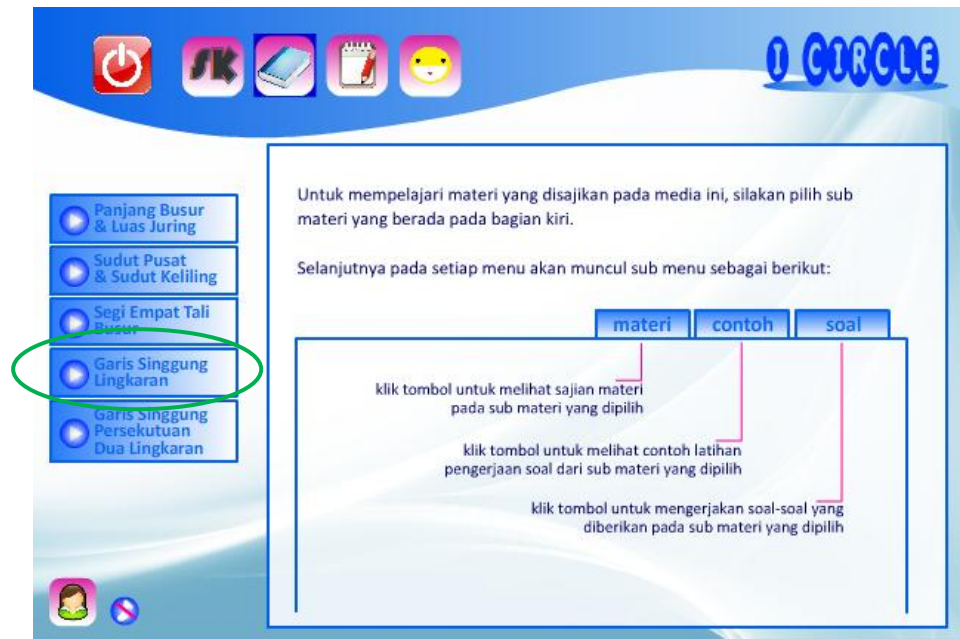 SK
I CIRCLE
Untuk mempelajari materi yang disajikan pada media ini, silakan pilih sub
materi yang berada pada bagian kiri.
Selanjutnya pada setiap menu akan muncul sub menu sebagai berikut:
Panjang Busur
& Luas Juring
Sudut Pusat
& Sudut Keliling
Segi Empat Tali
Busur
Garis Singgung
Lingkaran
Garis Singgung
Persekutuan
Dua Lingkaran
materi contoh soal
klik tombol untuk melihat sajian materi
pada sub materi yang dipilih
klik tombol untuk melihat contoh latihan
pengerjaan soal dari sub materi yang dipilih
klik tombol untuk mengerjakan soal-soal yang
diberikan pada sub materi yang dipilih